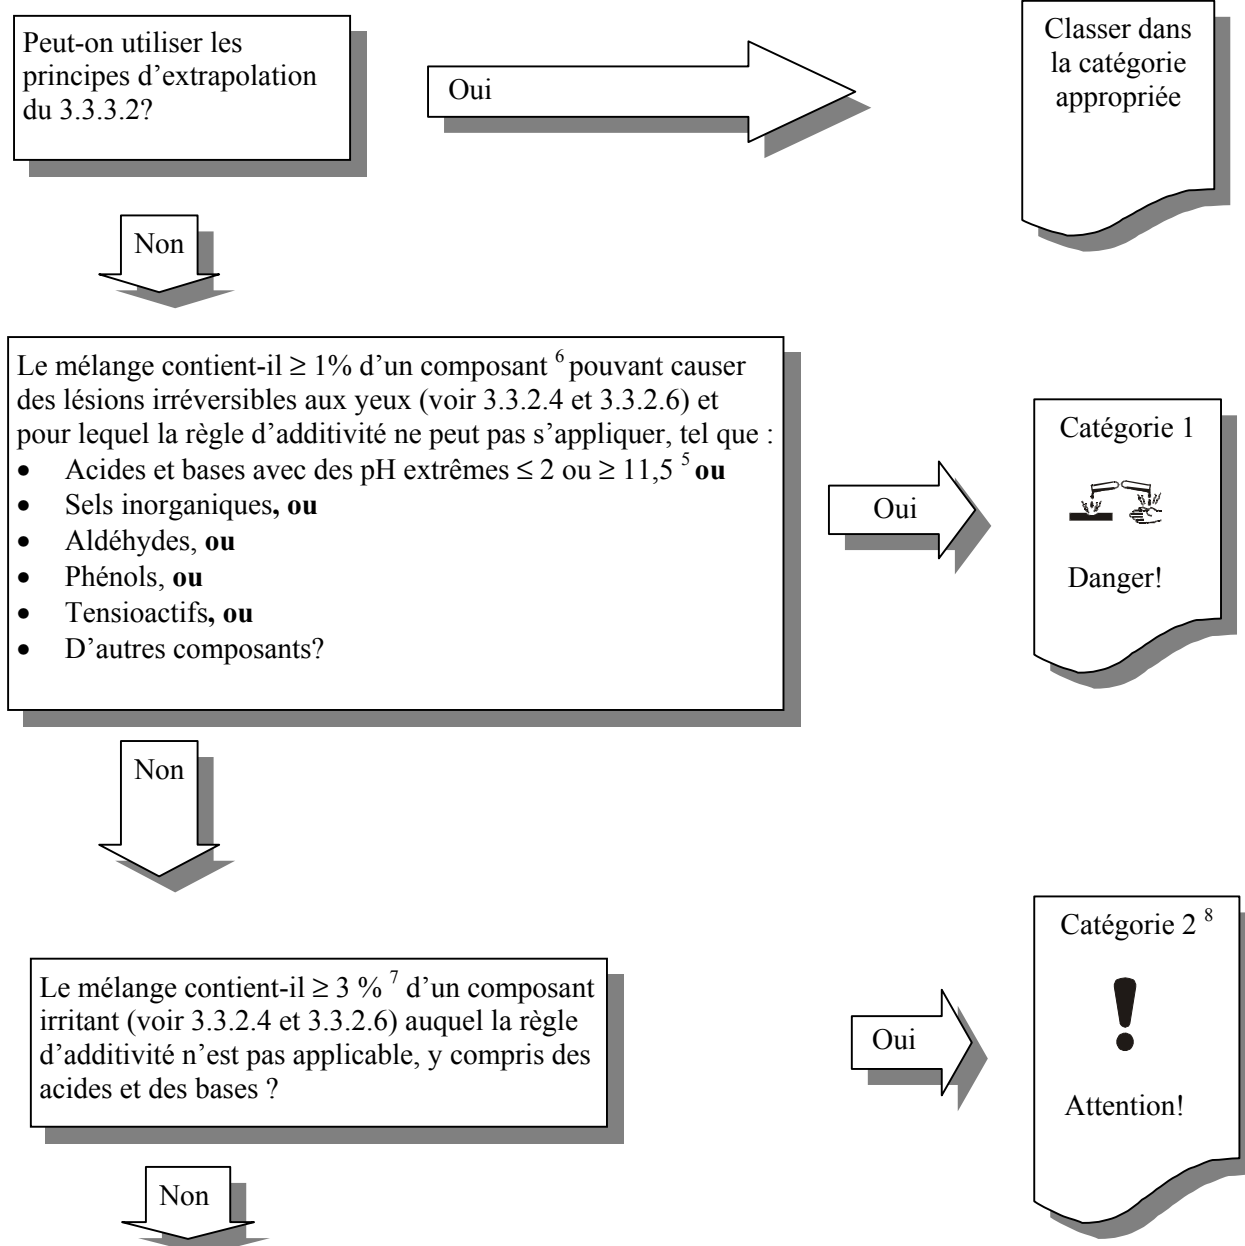 Peut-on utiliser les
principes d'extrapolation
du 3.3.3.2?
Oui
Classer dans
la catégorie
appropriée
Non
Le mélange contient-il ≥ 1% d'un composant 6 pouvant causer
des lésions irréversibles aux yeux (voir 3.3.2.4 et 3.3.2.6) et
pour lequel la règle d'additivité ne peut pas s'appliquer, tel que :
• Acides et bases avec des pH extrêmes ≤ 2 ou ≥ 11,5 5 ou
• Sels inorganiques, ou
• Aldéhydes, ou
• Phénols, ou
• Tensioactifs, ou
• D'autres composants?
Oui
Catégorie 1
Danger!
Non
Le mélange contient-il ≥ 3 % 7 d'un composant
irritant (voir 3.3.2.4 et 3.3.2.6) auquel la règle
d'additivité n'est pas applicable, y compris des
acides et des bases ?
Oui
Catégorie 2 8
Attention!
Non